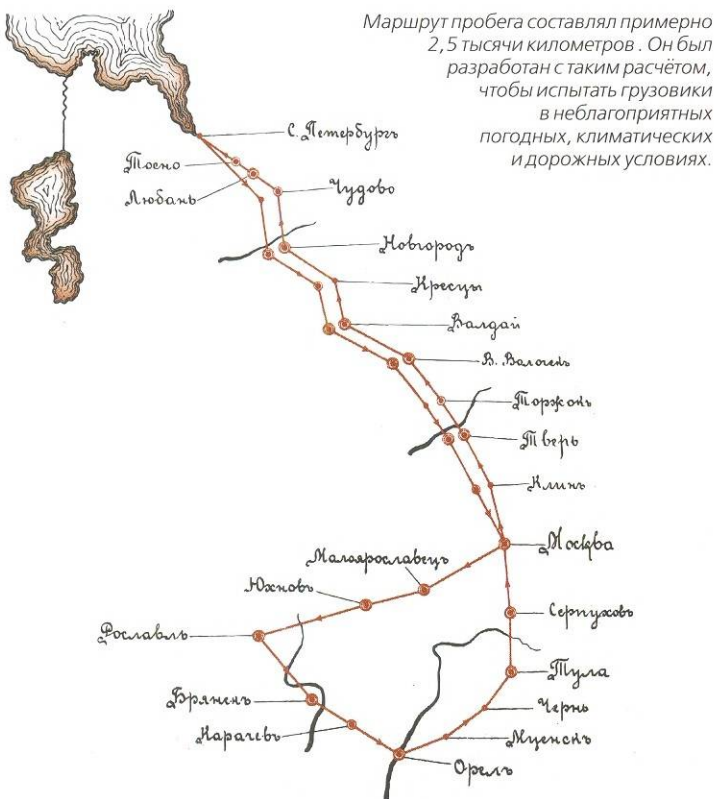 Маршрут пробега составлял примерно
2,5 тысячи километров . Он был
разработан с таким расчётом,
чтобы испытать грузовики
в неблагоприятных
погодных, климатических
и дорожных условиях.
С. Петербургъ
Тосно
Любань
Чудово
Новгородъ
Кресцы
Валдай
В. Волочекъ
Торжокъ
Тверь
Клинъ
Москва
Малоярославецъ
Юхновъ
Серпуховъ
Рославль
Тула
Брянскъ
Чернь
Карачевъ
Мценскъ
Орелъ